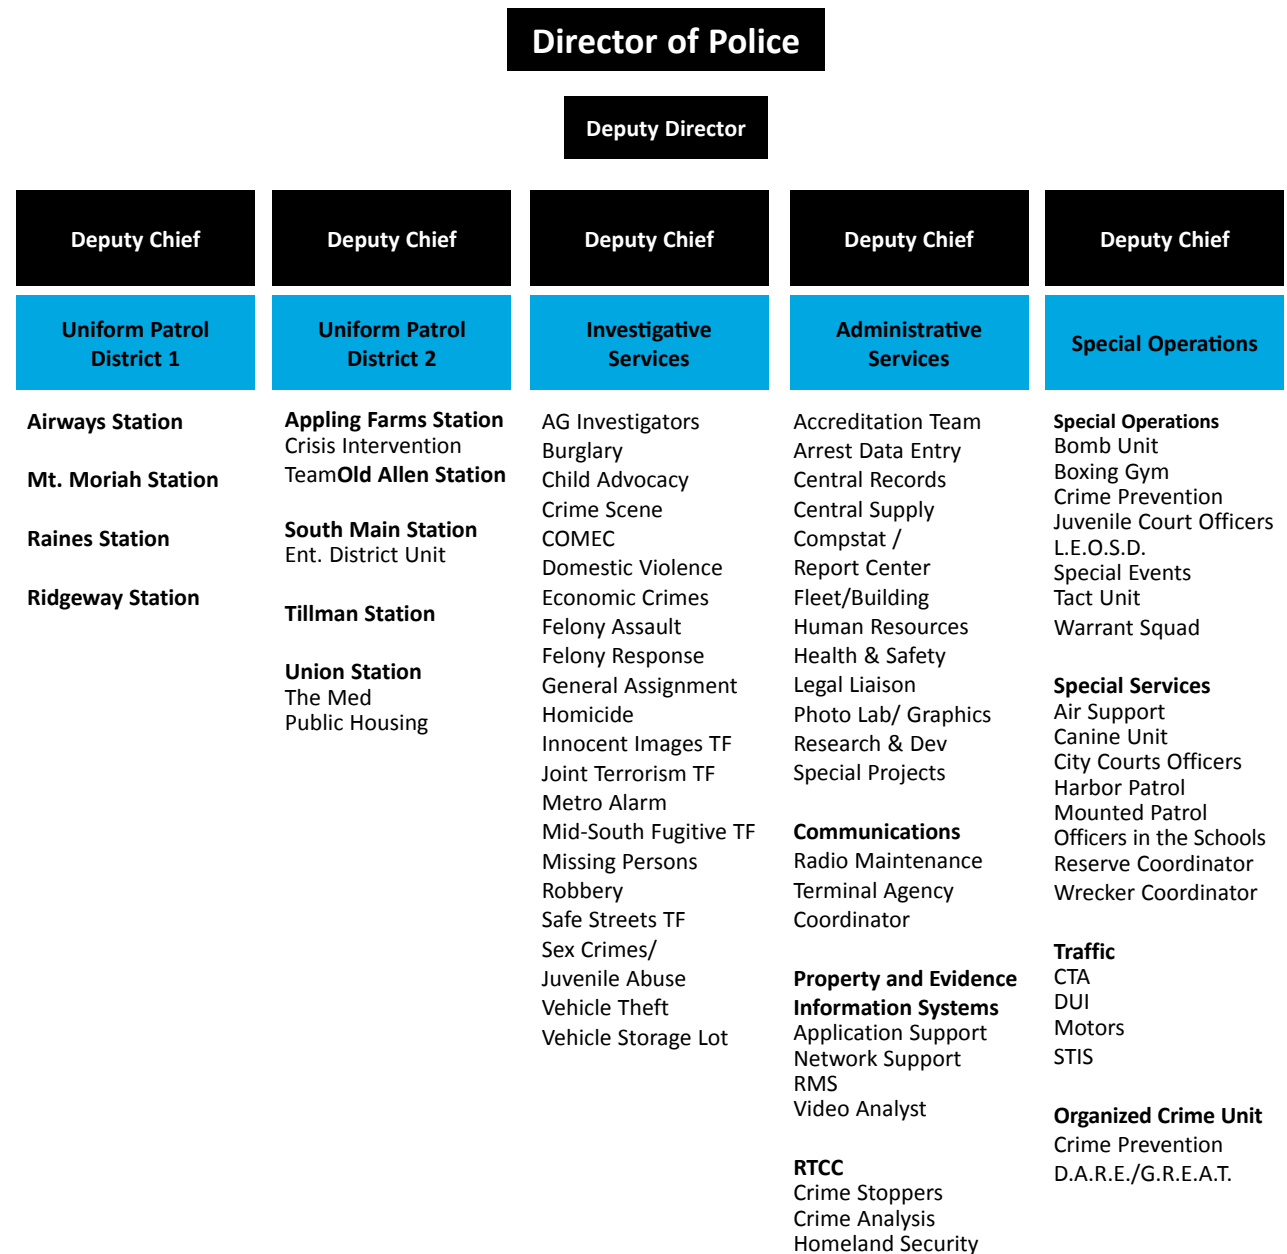 Director of Police
Deputy Director
Deputy Chief
Uniform Patrol
District 1
Airways Station
Mt. Moriah Station
Raines Station
Ridgeway Station
Deputy Chief
Uniform Patrol
District 2
Appling Farms Station
Crisis Intervention
TeamOld Allen Station
South Main Station
Ent. District Unit
Tillman Station
Union Station
The Med
Public Housing
Deputy Chief
Investigative
Services
AG Investigators
Burglary
Child Advocacy
Crime Scene
COMEC
Domestic Violence
Economic Crimes
Felony Assault
Felony Response
General Assignment
Homicide
Innocent Images TF
Joint Terrorism TF
Metro Alarm
Mid-South Fugitive TF
Missing Persons
Robbery
Safe Streets TF
Sex Crimes/
Juvenile Abuse
Vehicle Theft
Vehicle Storage Lot
Deputy Chief
Administrative
Services
Accreditation Team
Arrest Data Entry
Central Records
Central Supply
Compstat /
Report Center
Fleet/Building
Human Resources
Health & Safety
Legal Liaison
Photo Lab/ Graphics
Research & Dev
Special Projects
Communications
Radio Maintenance
Terminal Agency
Coordinator
Property and Evidence
Information Systems
Application Support
Network Support
RMS
Video Analyst
RTCC
Crime Stoppers
Crime Analysis
Homeland Security
Deputy Chief
Special Operations
Special Operations
Bomb Unit
Boxing Gym
Crime Prevention
Juvenile Court Officers
L.E.O.S.D.
Special Events
Tact Unit
Warrant Squad
Special Services
Air Support
Canine Unit
City Courts Officers
Harbor Patrol
Mounted Patrol
Officers in the Schools
Reserve Coordinator
Wrecker Coordinator
Traffic
CTA
DUI
Motors
STIS
Organized Crime Unit
Crime Prevention
D.A.R.E./G.R.E.A.T.